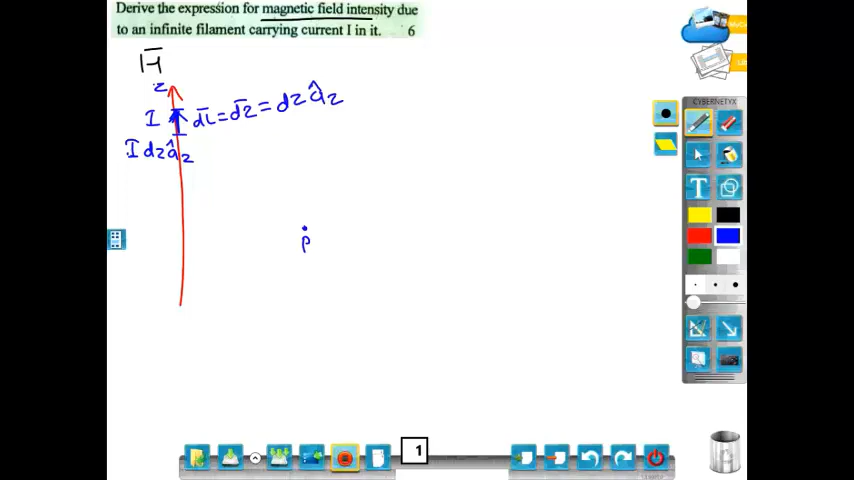 Derive the expression for magnetic field intensity due
to an infinite filament carrying current I in it. 6
H̅
z
I dL̅ = dz̅ = dz âz
I dz âz
P
CYBERNETYX
T
1